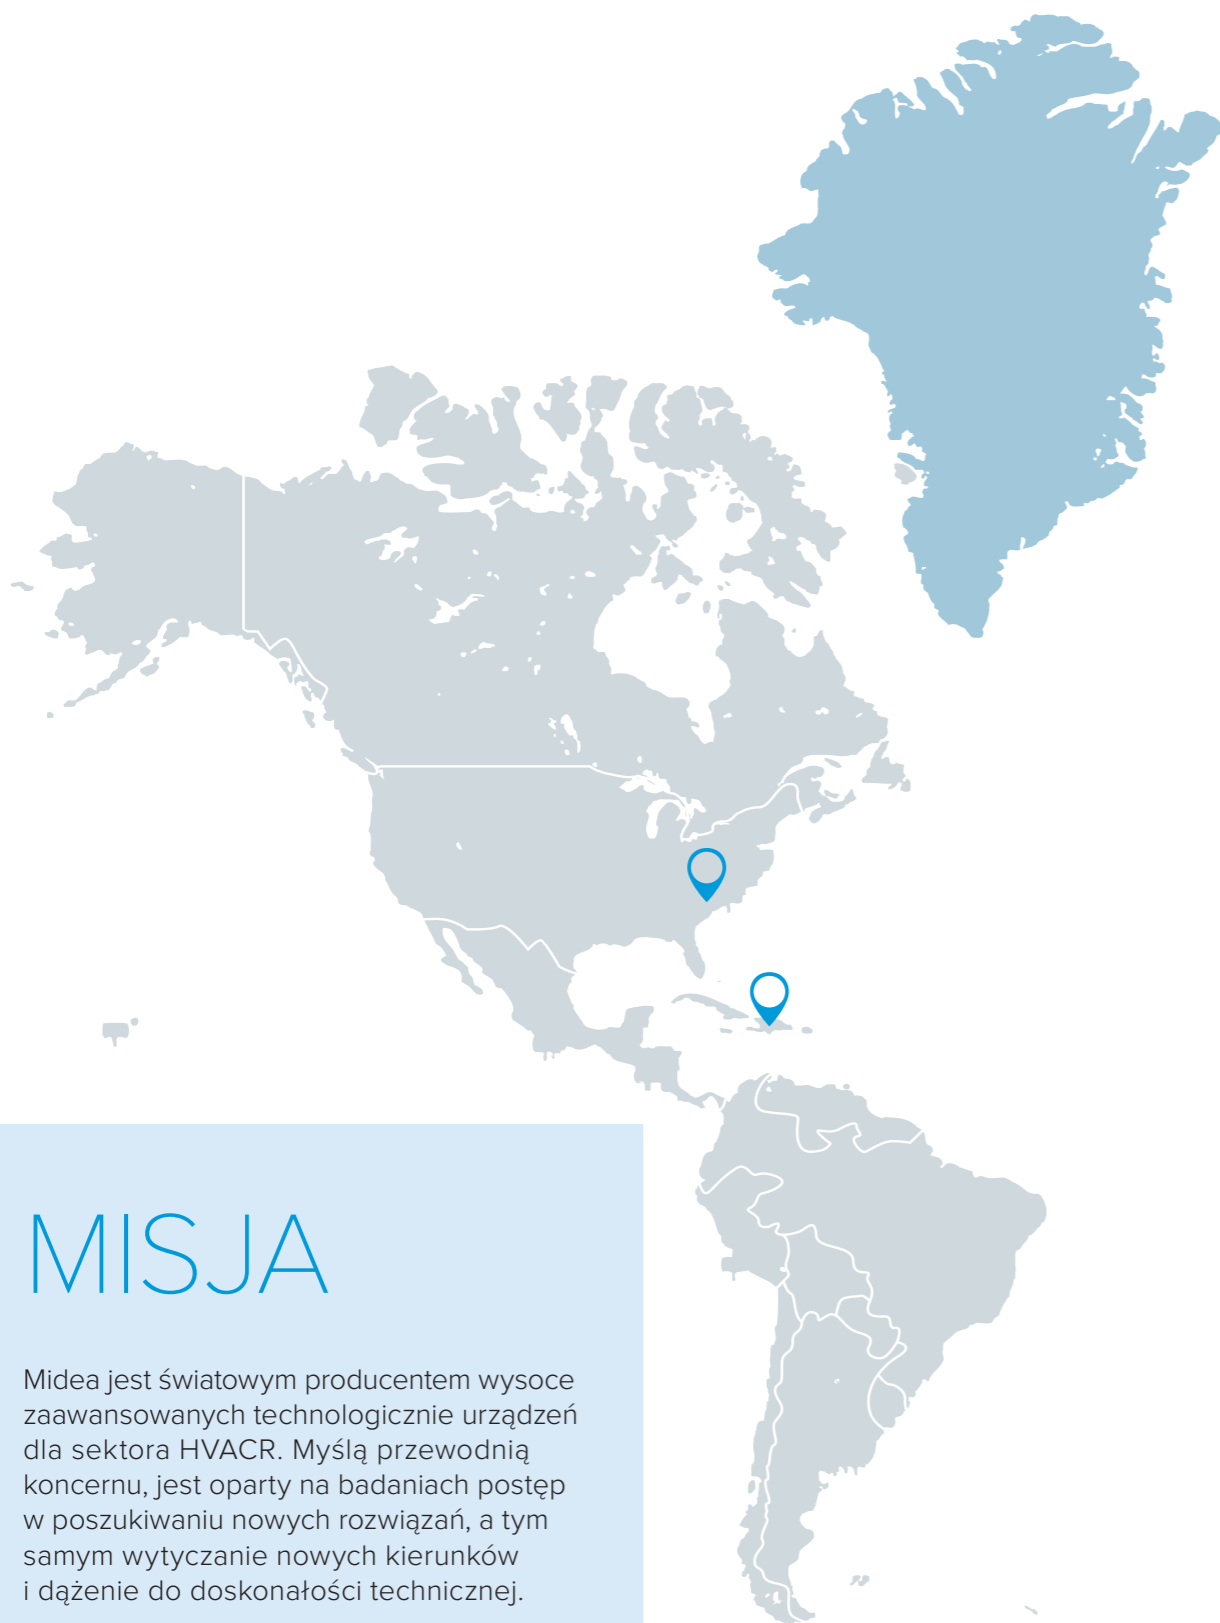 MISJA
Midea jest światowym producentem wysoce
zaawansowanych technologicznie urządzeń
dla sektora HVACR. Myślą przewodnią
koncernu, jest oparty na badaniach postęp
w poszukiwaniu nowych rozwiązań, a tym
samym wytyczanie nowych kierunków
i dążenie do doskonałości technicznej.